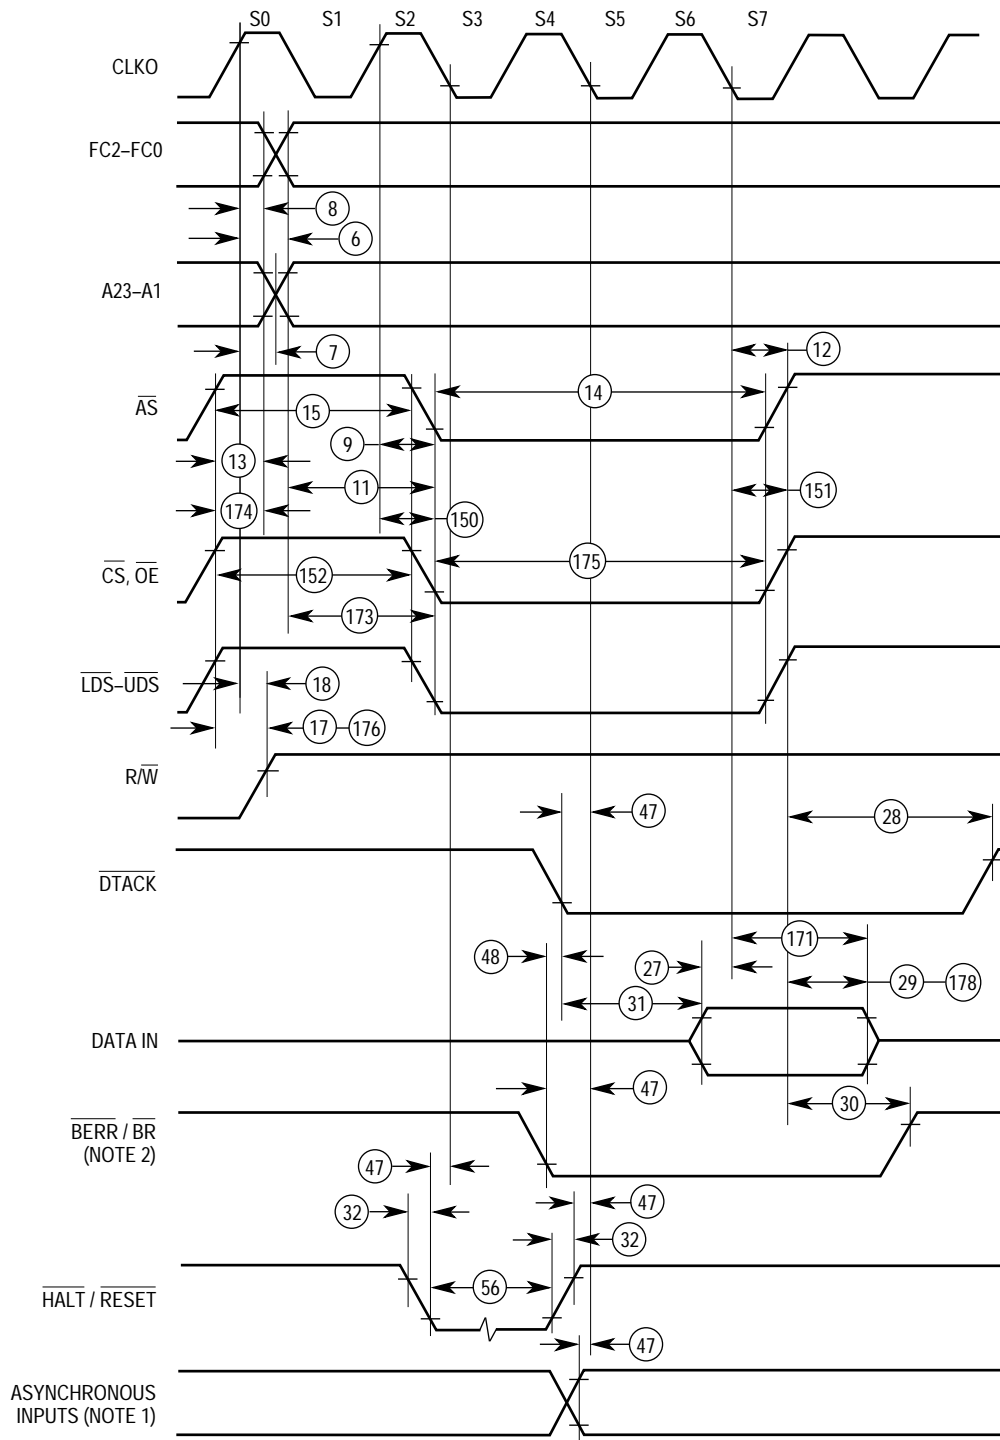 S0 S1 S2 S3 S4 S5 S6 S7
CLKO
FC2–FC0
8
6
A23–A1
7
12
14
AS
15
9
13
11
151
174
150
175
CS, OE
152
173
LDS–UDS
18
17 176
R/W
47
28
DTACK
171
48
27
29 178
31
DATA IN
47
30
BERR / BR
(NOTE 2)
47
47
32
32
56
HALT / RESET
47
ASYNCHRONOUS
INPUTS (NOTE 1)